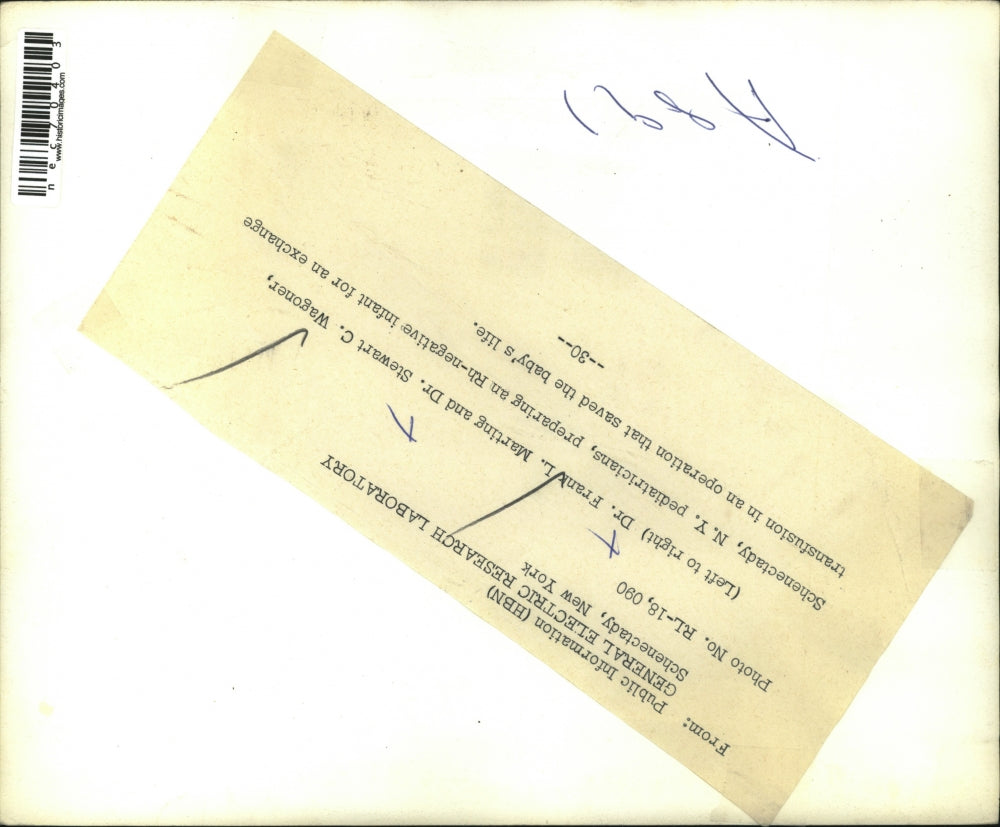 From: Public Information (HBN)
GENERAL ELECTRIC RESEARCH LABORATORY
Schenectady, New York
Photo No. RL-18,090
(Left to right) Dr. Frank L. Marting and Dr. Stewart C. Wagoner,
Schenectady, N.Y. pediatricians, preparing an Rh-negative infant for an exchange
transfusion in an operation that saved the baby's life.
--30--
www.historicimages.com
nec70403